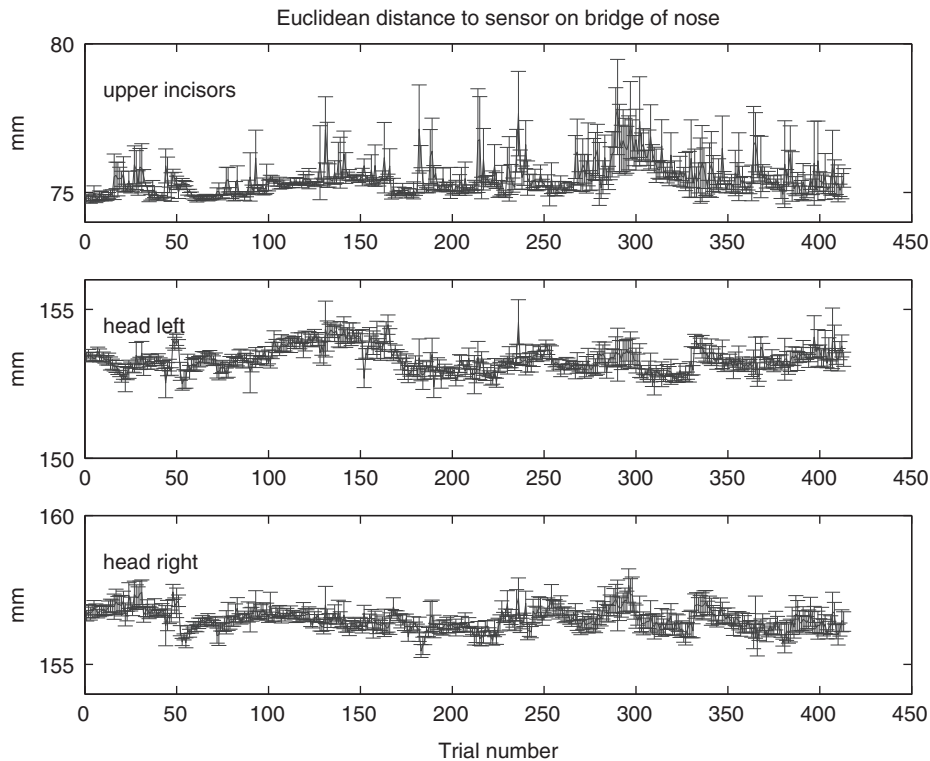 Euclidean distance to sensor on bridge of nose
80
upper incisors
mm
75
0 50 100 150 200 250 300 350 400 450
155
head left
mm
150
0 50 100 150 200 250 300 350 400 450
160
head right
mm
155
0 50 100 150 200 250 300 350 400 450
Trial number